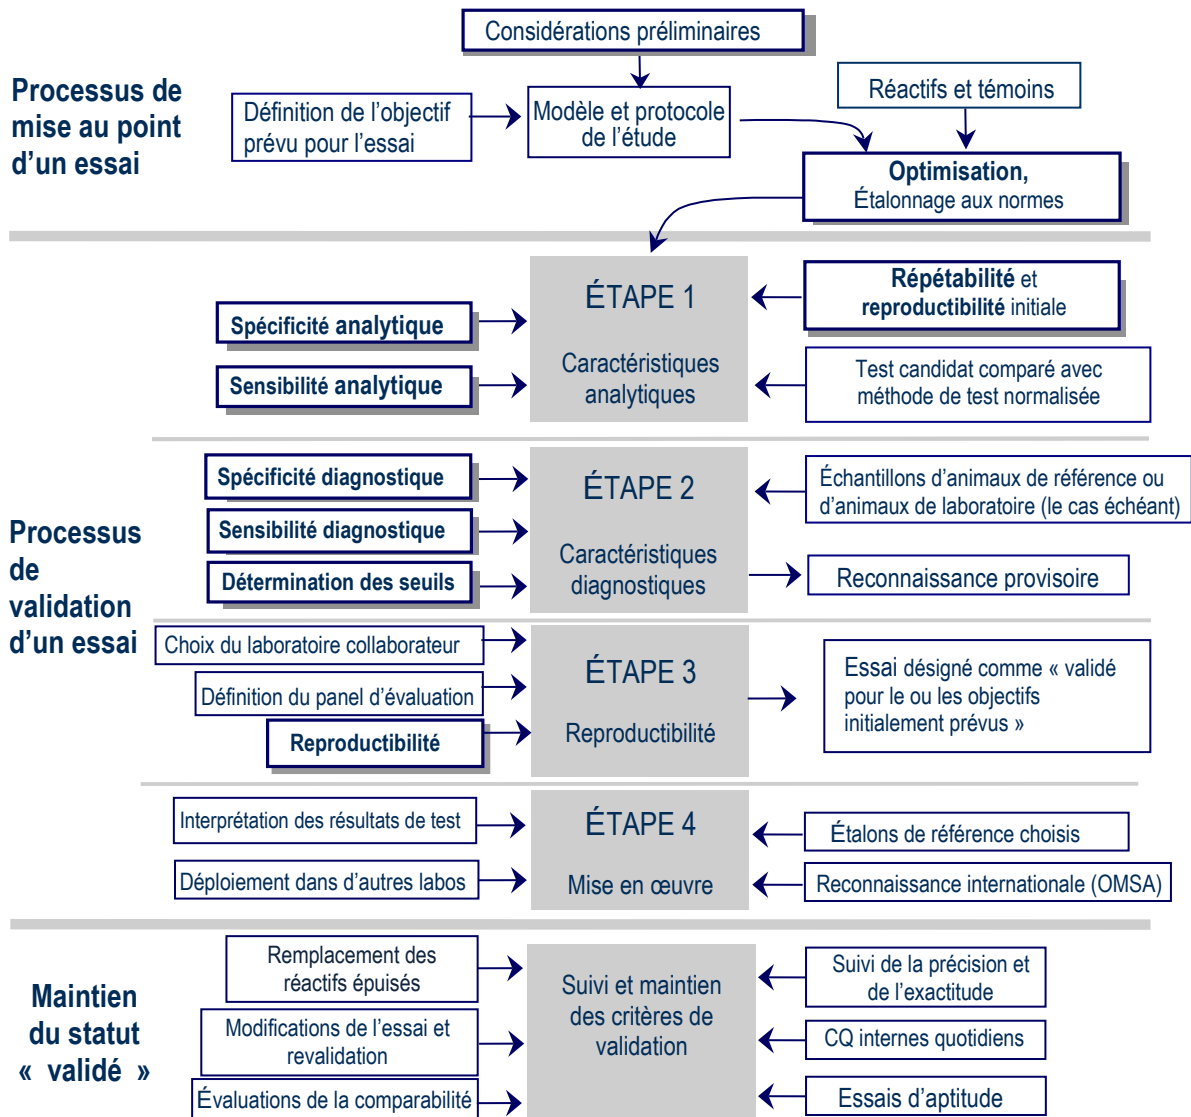 Considérations préliminaires
Processus de
mise au point
d'un essai
Définition de l'objectif
prévu pour l'essai
Modèle et protocole
de l'étude
Réactifs et témoins
Optimisation,
Étalonnage aux normes
Processus
de
validation
d'un essai
ÉTAPE 1
Caractéristiques
analytiques
Spécificité analytique
Sensibilité analytique
Répétabilité et
reproductibilité initiale
Test candidat comparé avec
méthode de test normalisée
ÉTAPE 2
Caractéristiques
diagnostiques
Spécificité diagnostique
Sensibilité diagnostique
Détermination des seuils
Échantillons d'animaux de référence ou
d'animaux de laboratoire (le cas échéant)
Reconnaissance provisoire
ÉTAPE 3
Reproductibilité
Choix du laboratoire collaborateur
Définition du panel d'évaluation
Reproductibilité
Essai désigné comme « validé
pour le ou les objectifs
initialement prévus »
ÉTAPE 4
Mise en œuvre
Interprétation des résultats de test
Déploiement dans d'autres labos
Étalons de référence choisis
Reconnaissance internationale (OMSA)
Maintien
du statut
« validé »
Remplacement des
réactifs épuisés
Modifications de l'essai et
revalidation
Évaluations de la comparabilité
Suivi et maintien
des critères de
validation
Suivi de la précision et
de l'exactitude
CQ internes quotidiens
Essais d'aptitude